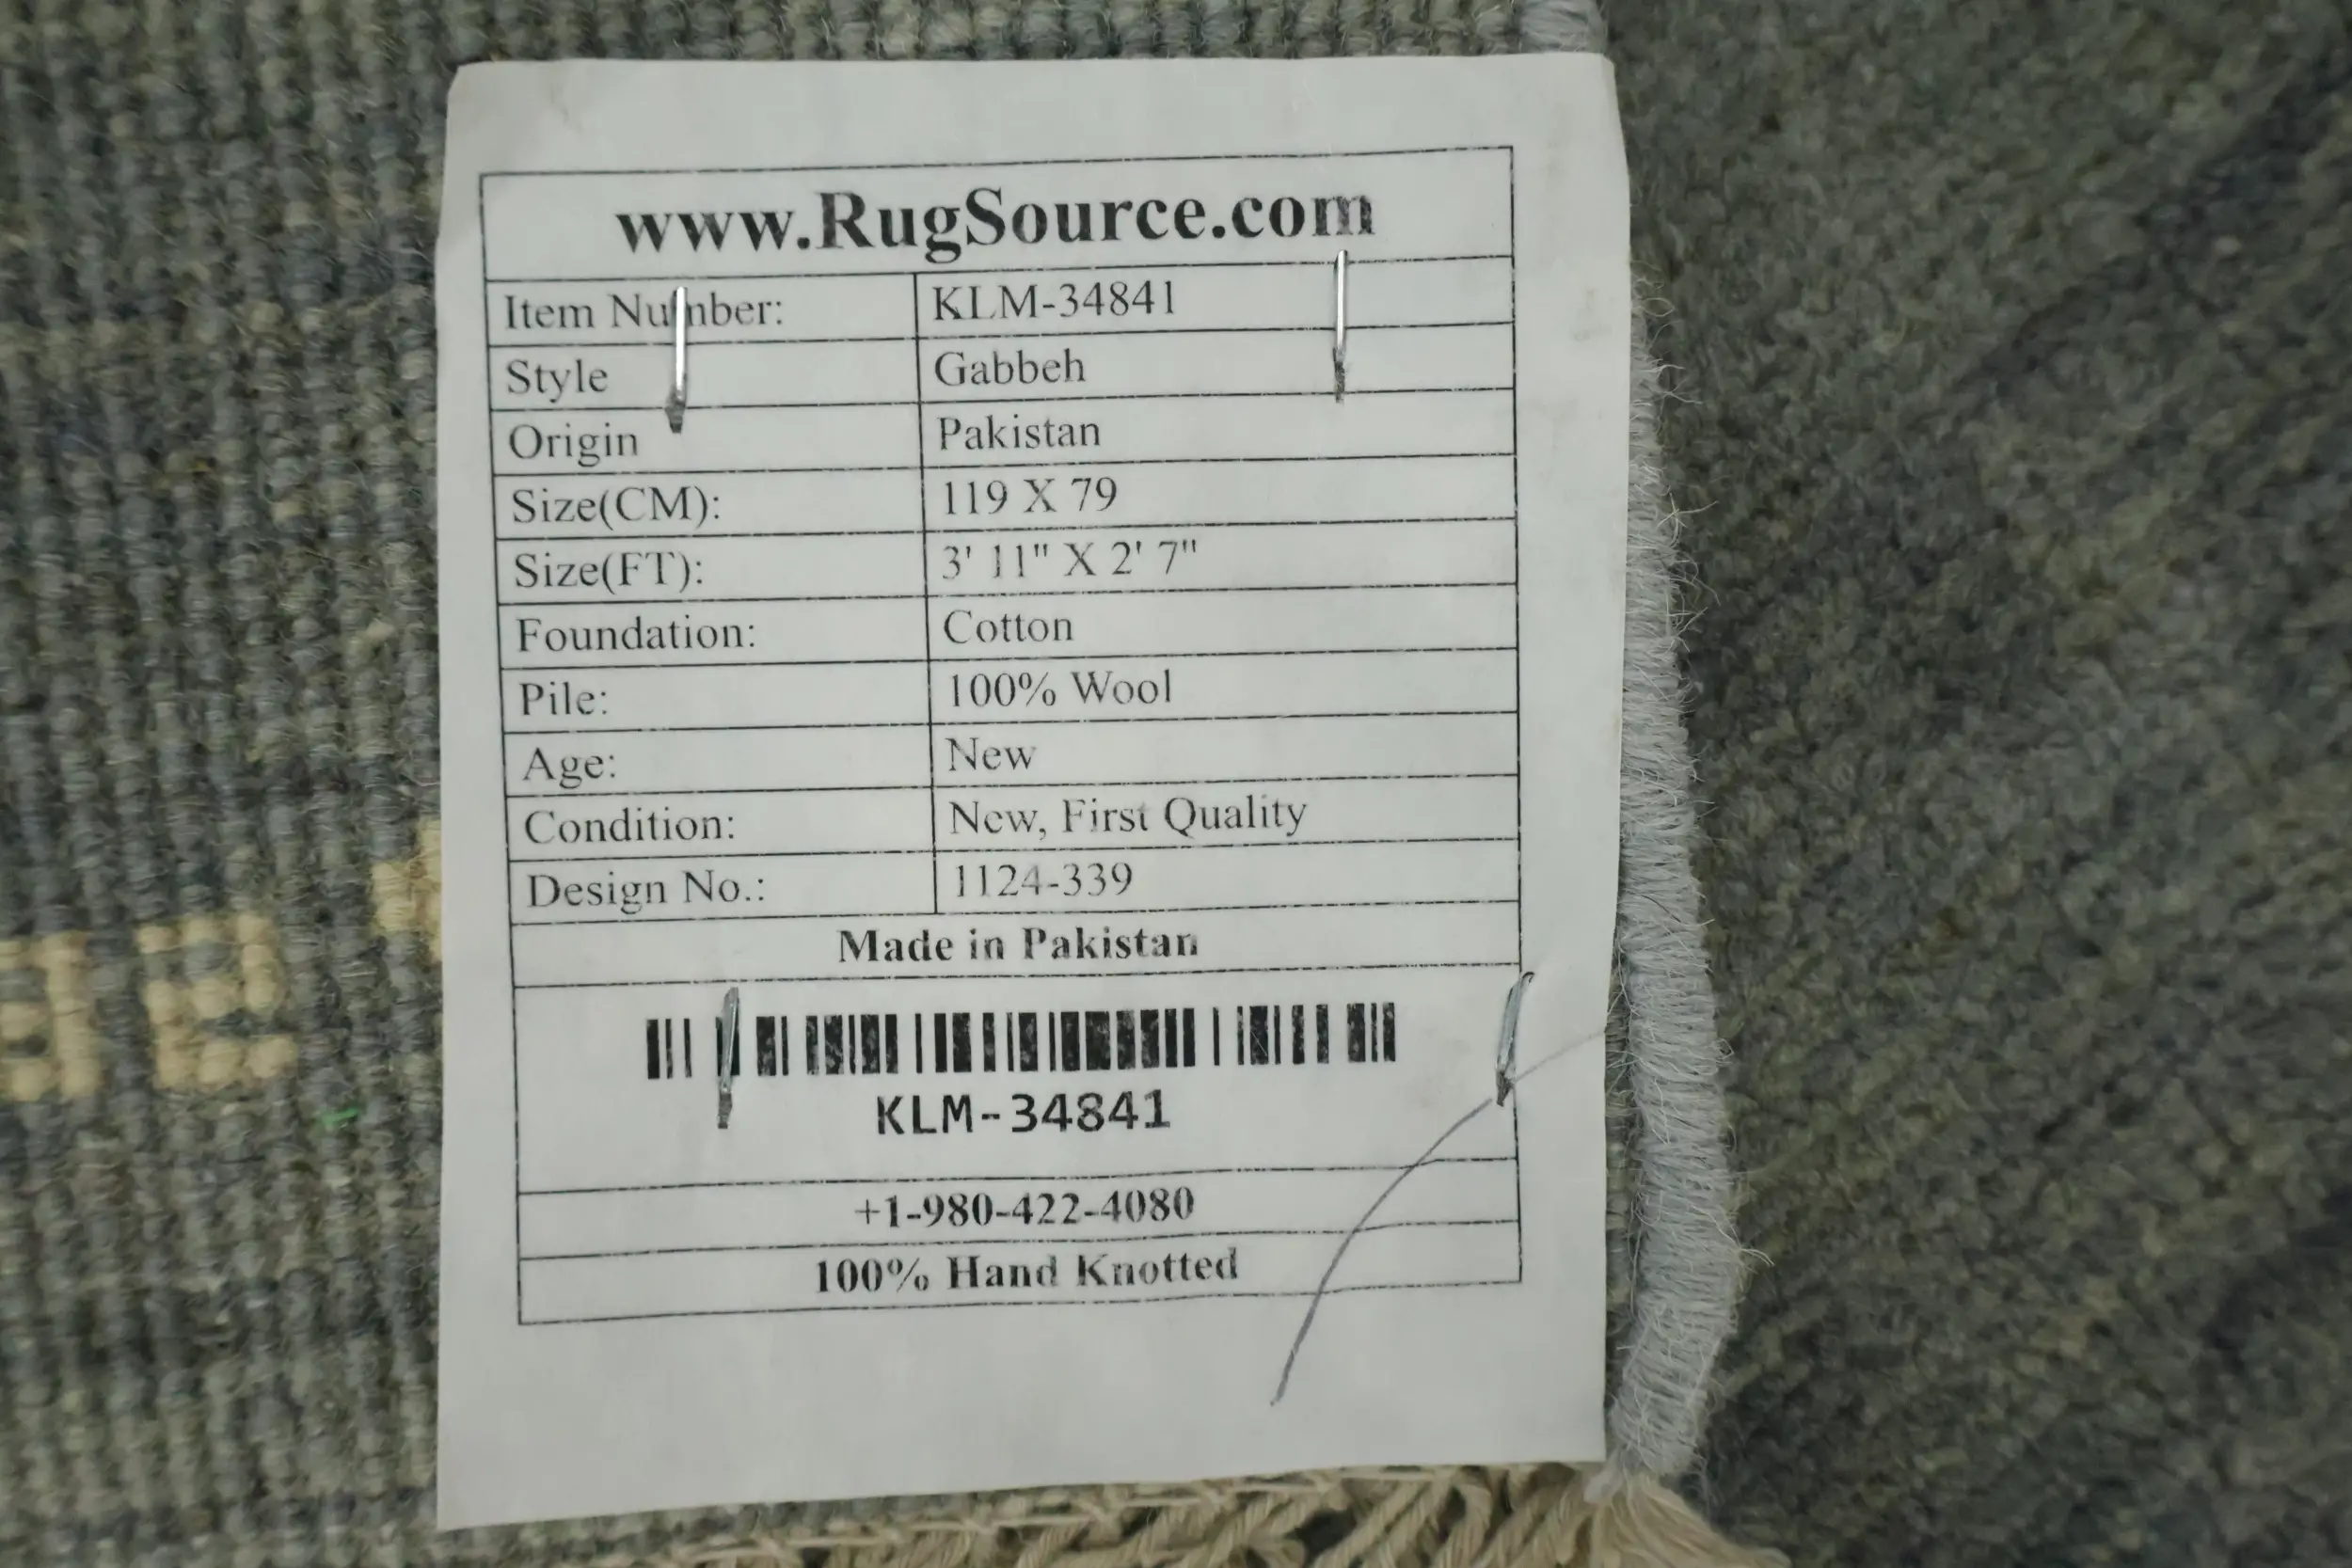 www.RugSource.com
Item Number: KLM-34841
Style Gabbeh
Origin Pakistan
Size(CM): 119 X 79
Size(FT): 3' 11" X 2' 7"
Foundation: Cotton
Pile: 100% Wool
Age: New
Condition: New, First Quality
Design No.: 1124-339
Made in Pakistan
KLM-34841
+1-980-422-4080
100% Hand Knotted